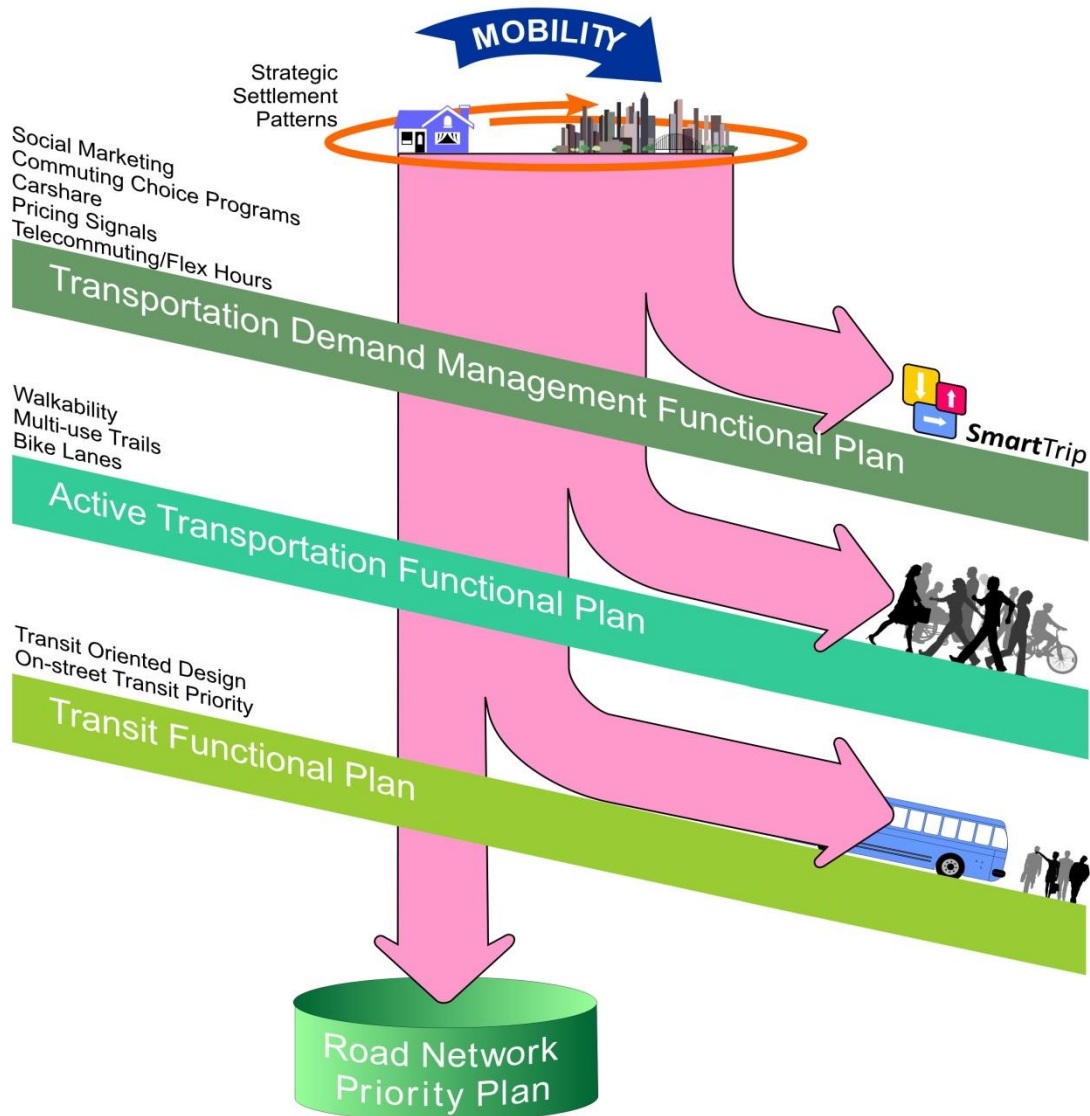 MOBILITY
Strategic
Settlement
Patterns
Social Marketing
Commuting Choice Programs
Carshare
Pricing Signals
Telecommuting/Flex Hours
Transportation Demand Management Functional Plan
SmartTrip
Walkability
Multi-use Trails
Bike Lanes
Active Transportation Functional Plan
Transit Oriented Design
On-street Transit Priority
Transit Functional Plan
Road Network
Priority Plan